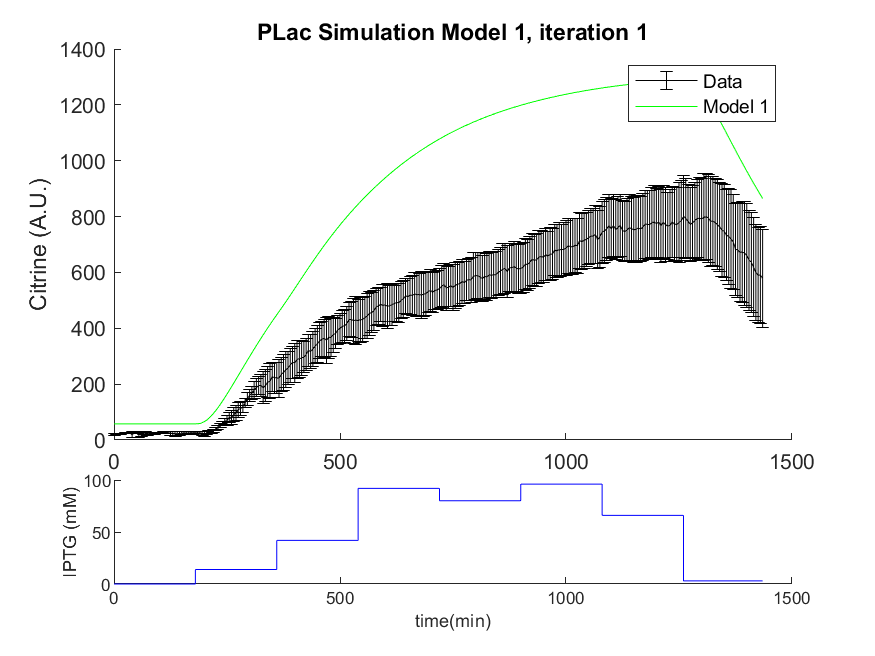 PLac Simulation Model 1, iteration 1
1400
1200
1000
800
600
400
200
0
Citrine (A.U.)
Data
Model 1
0 500 1000 1500
100
50
0
IPTG (mM)
0 500 1000 1500
time(min)